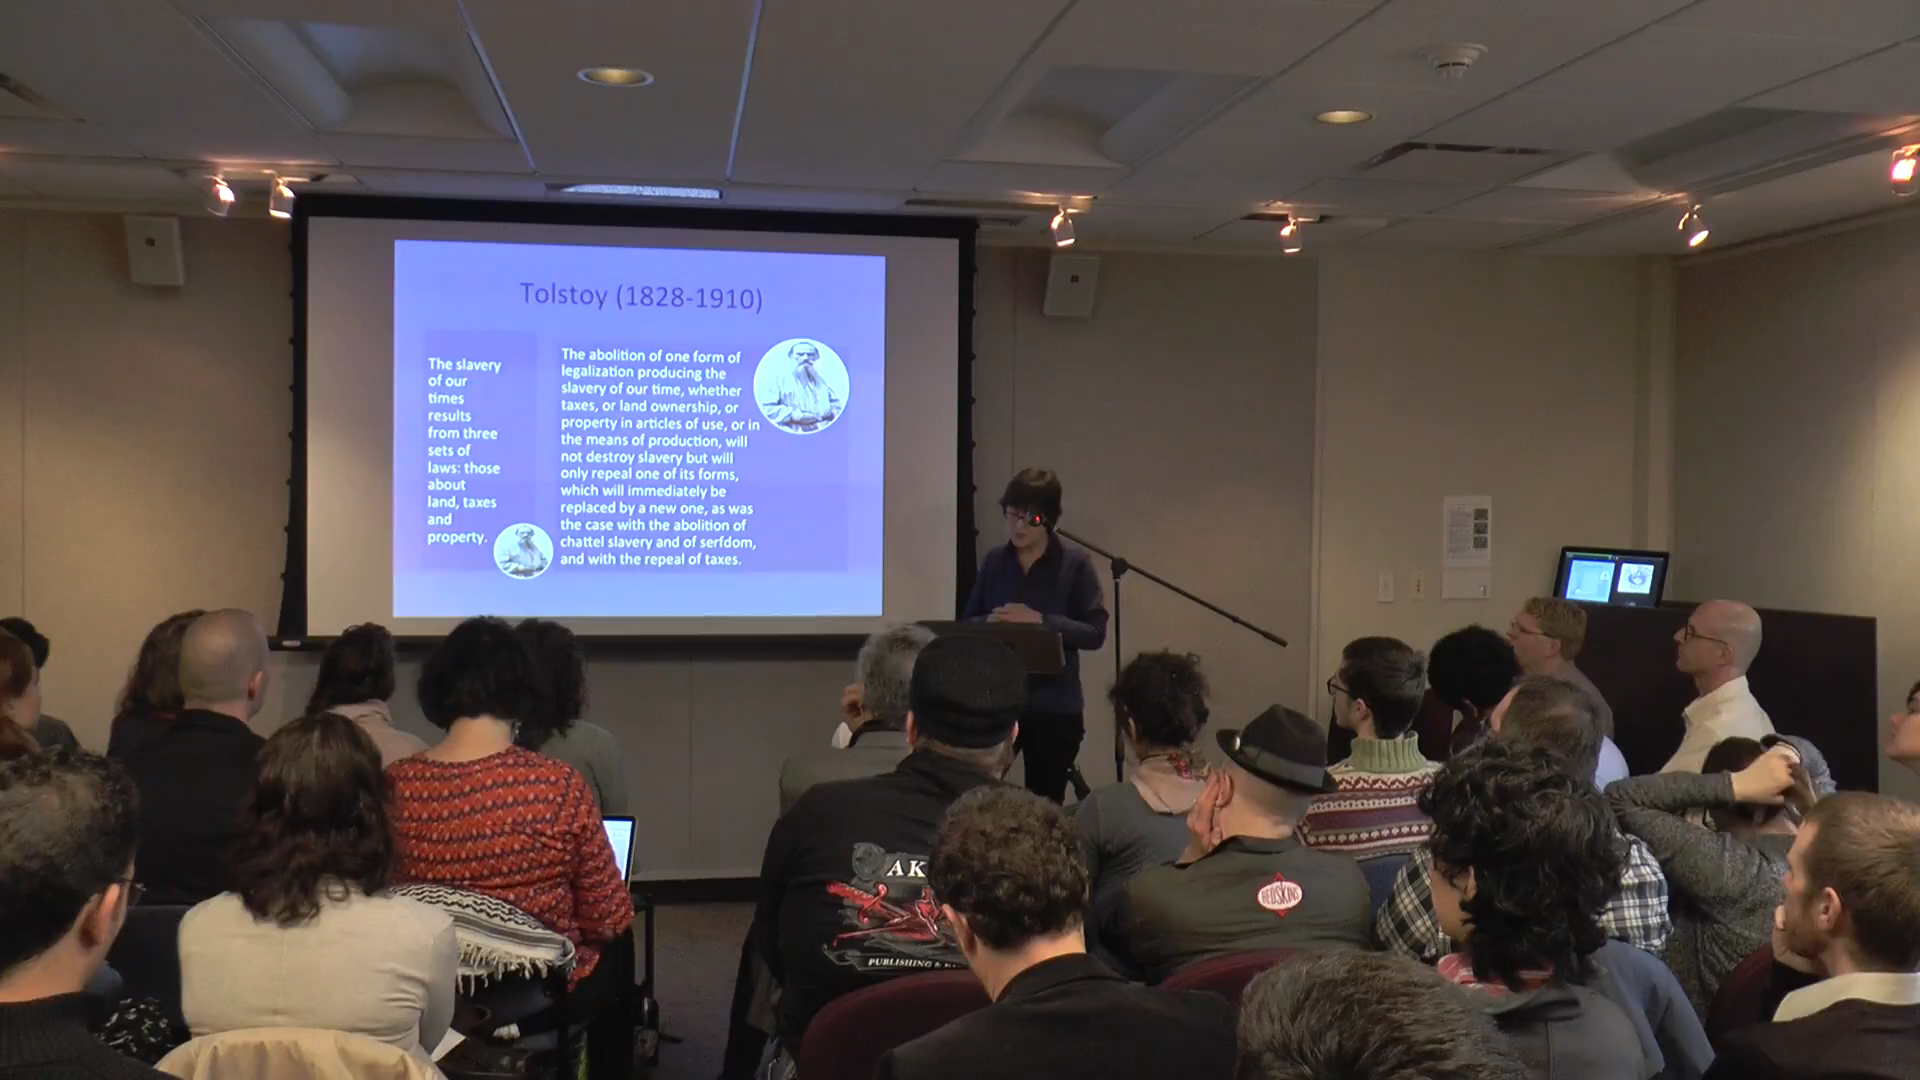 Tolstoy (1828-1910)
The slavery
of our
times
results
from three
sets of
laws: those
about
land, taxes
and
property.
The abolition of one form of
legalization producing the
slavery of our time, whether
taxes, or land ownership, or
property in articles of use, or in
the means of production, will
not destroy slavery but will
only repeal one of its forms,
which will immediately be
replaced by a new one, as was
the case with the abolition of
chattel slavery and of serfdom,
and with the repeal of taxes.
AK
PUBLISHING &
REDSKINS